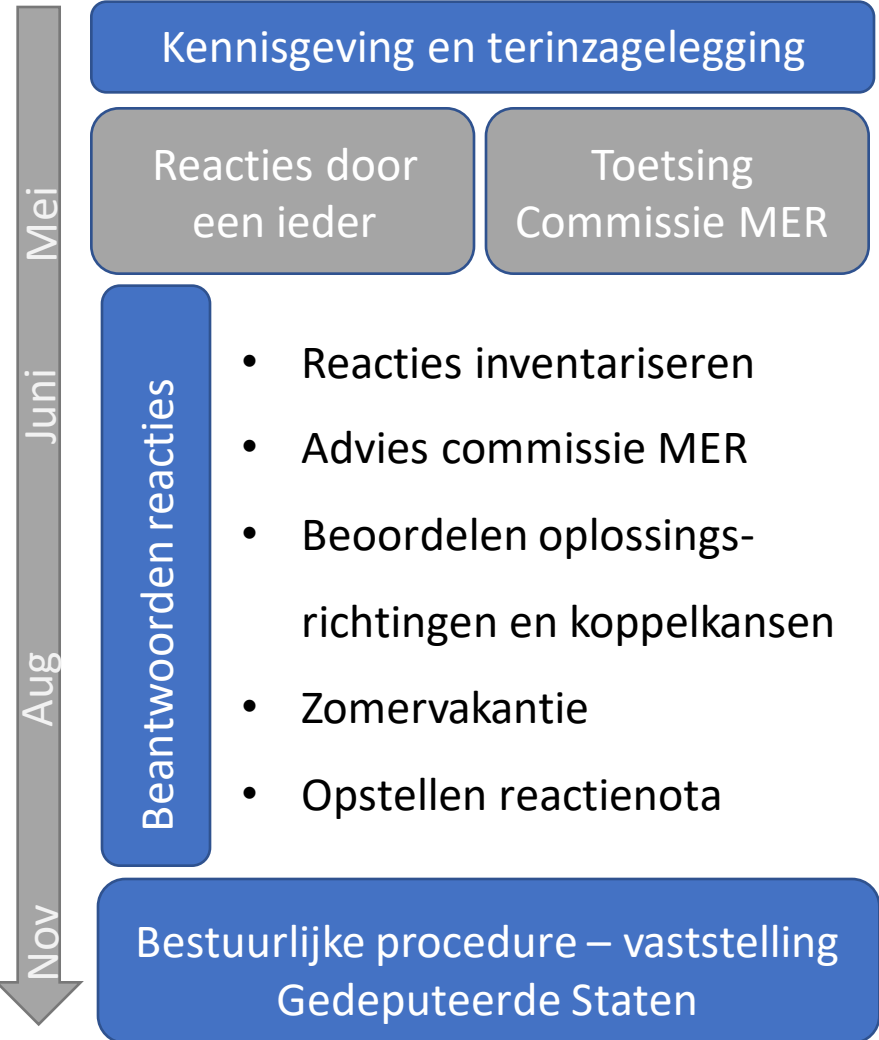 Kennisgeving en terinzagelegging
Reacties door
een ieder
Toetsing
Commissie MER
Mei
Juni
Aug
Nov
Beantwoorden reacties
• Reacties inventariseren
• Advies commissie MER
• Beoordelen oplossings-
richtingen en koppelkansen
• Zomervakantie
• Opstellen reactienota
Bestuurlijke procedure – vaststelling
Gedeputeerde Staten